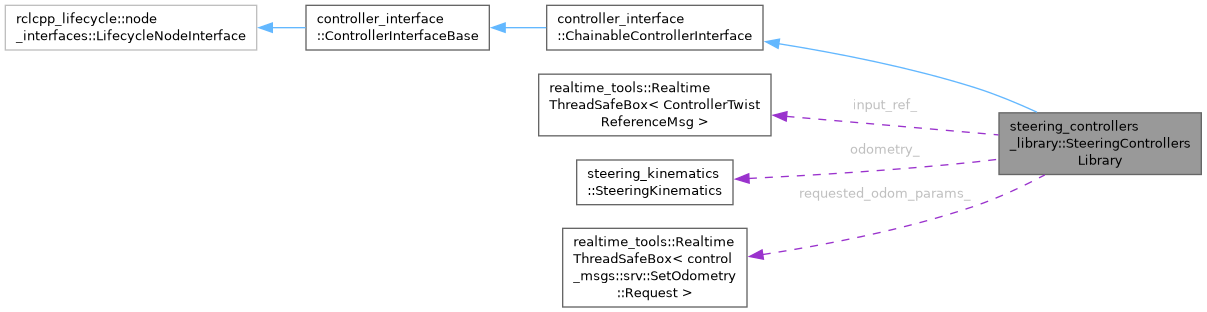 rclcpp_lifecycle::node
_interfaces::LifecycleNodeInterface
controller_interface
::ControllerInterfaceBase
controller_interface
::ChainableControllerInterface
realtime_tools::Realtime
ThreadSafeBox< ControllerTwist
ReferenceMsg >
input_ref_
steering_controllers
_library::SteeringControllers
Library
odometry_
steering_kinematics
::SteeringKinematics
requested_odom_params_
realtime_tools::Realtime
ThreadSafeBox< control
_msgs::srv::SetOdometry
::Request >